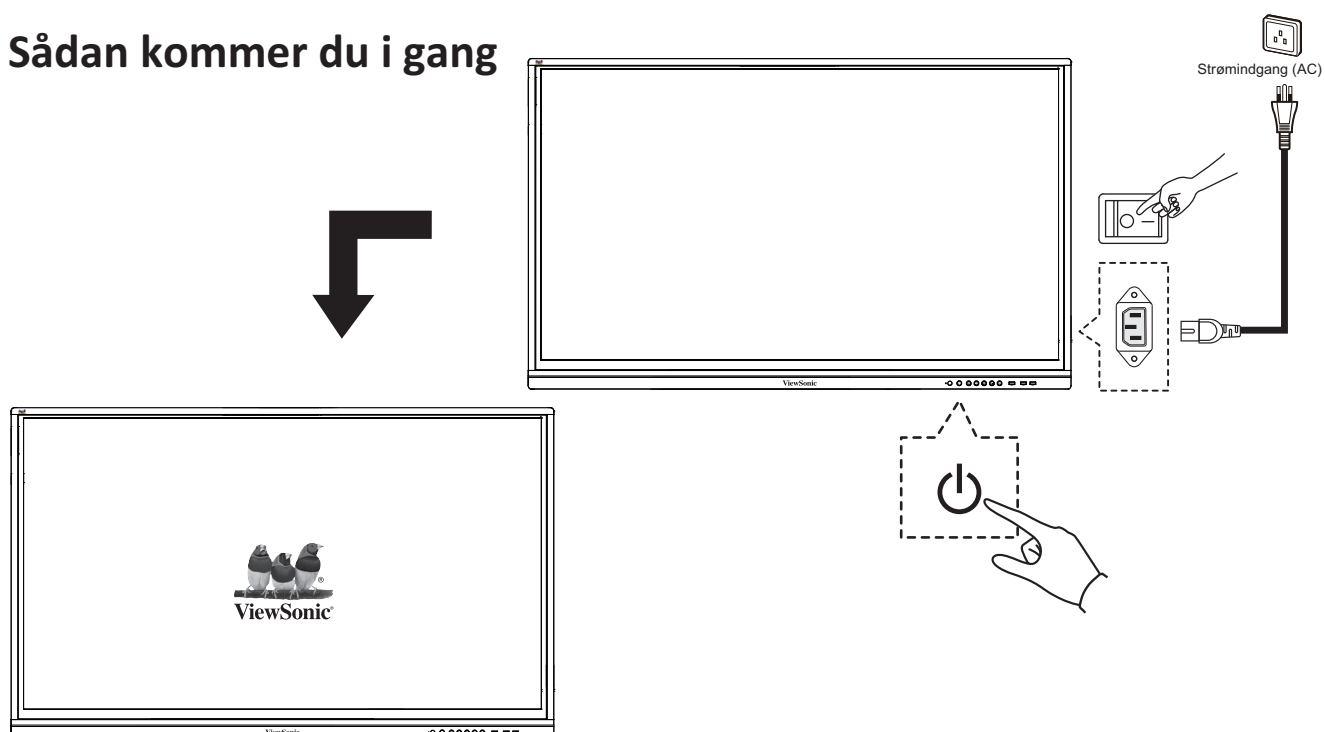 Sådan kommer du i gang
Strømindgang (AC)
ViewSonic
ViewSonic®
ViewSonic